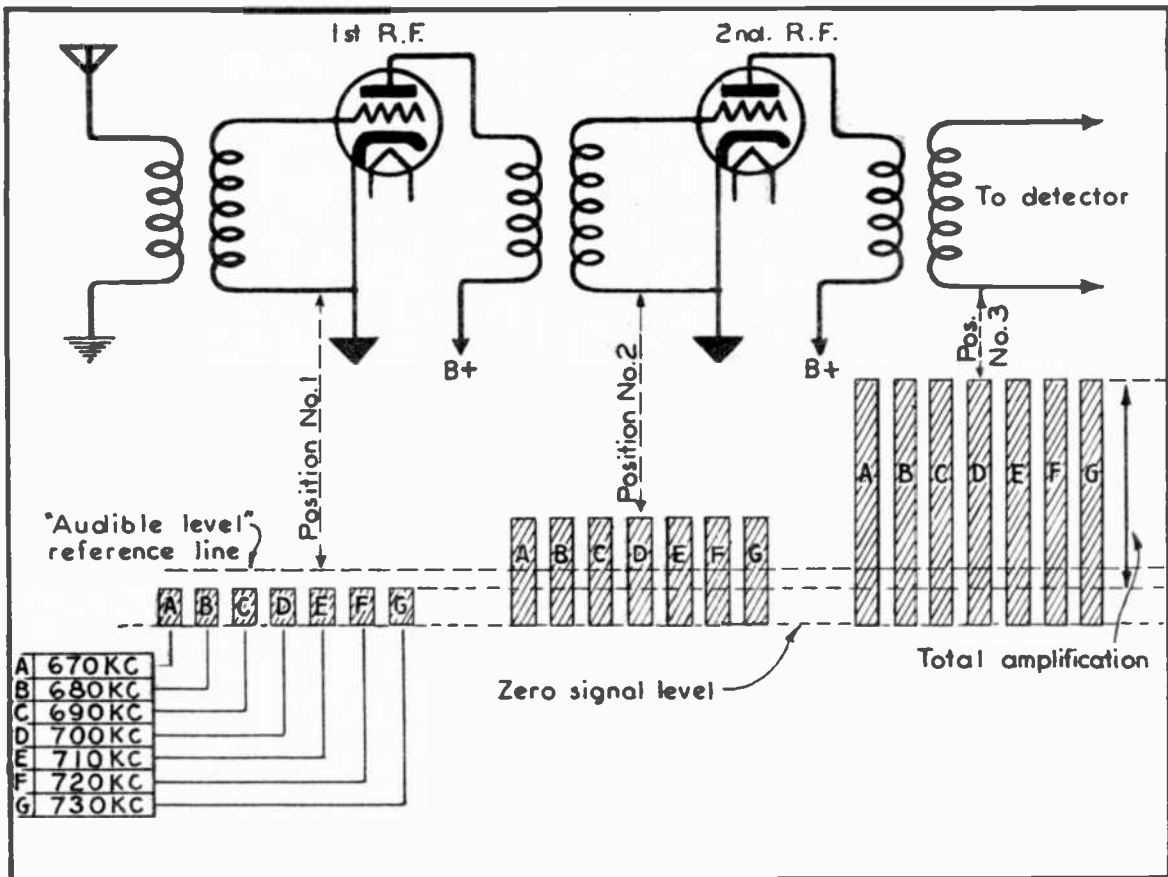 1st R.F.
2nd. R.F.
To detector
B+
B+
Position No.1
Position No.2
Pos.
No.3
"Audible level"
reference line
A B C D E F G
A B C D E F G
A B C D E F G
Total amplification
Zero signal level
A 670KC
B 680KC
C 690KC
D 700KC
E 710KC
F 720KC
G 730KC